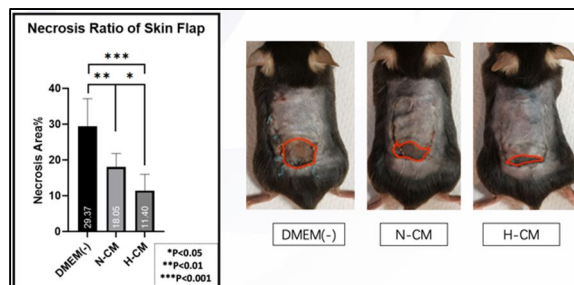 Necrosis Ratio of Skin Flap
***
** *
Necrosis Area%
40
30
20
10
0
29.37
18.05
11.40
DMEM(-)
N-CM
H-CM
*P<0.05
**P<0.01
***P<0.001
DMEM(-)
N-CM
H-CM